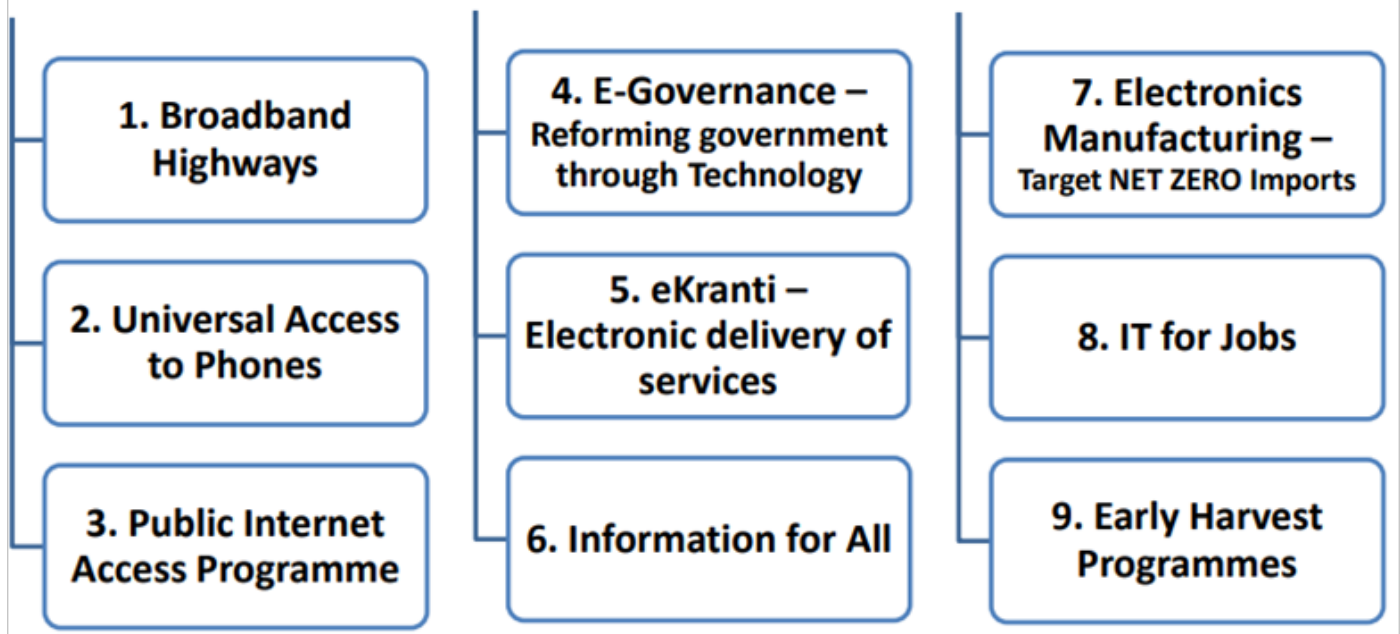 1. Broadband
Highways
2. Universal Access
to Phones
3. Public Internet
Access Programme
4. E-Governance –
Reforming government
through Technology
5. eKranti –
Electronic delivery of
services
6. Information for All
7. Electronics
Manufacturing –
Target NET ZERO Imports
8. IT for Jobs
9. Early Harvest
Programmes